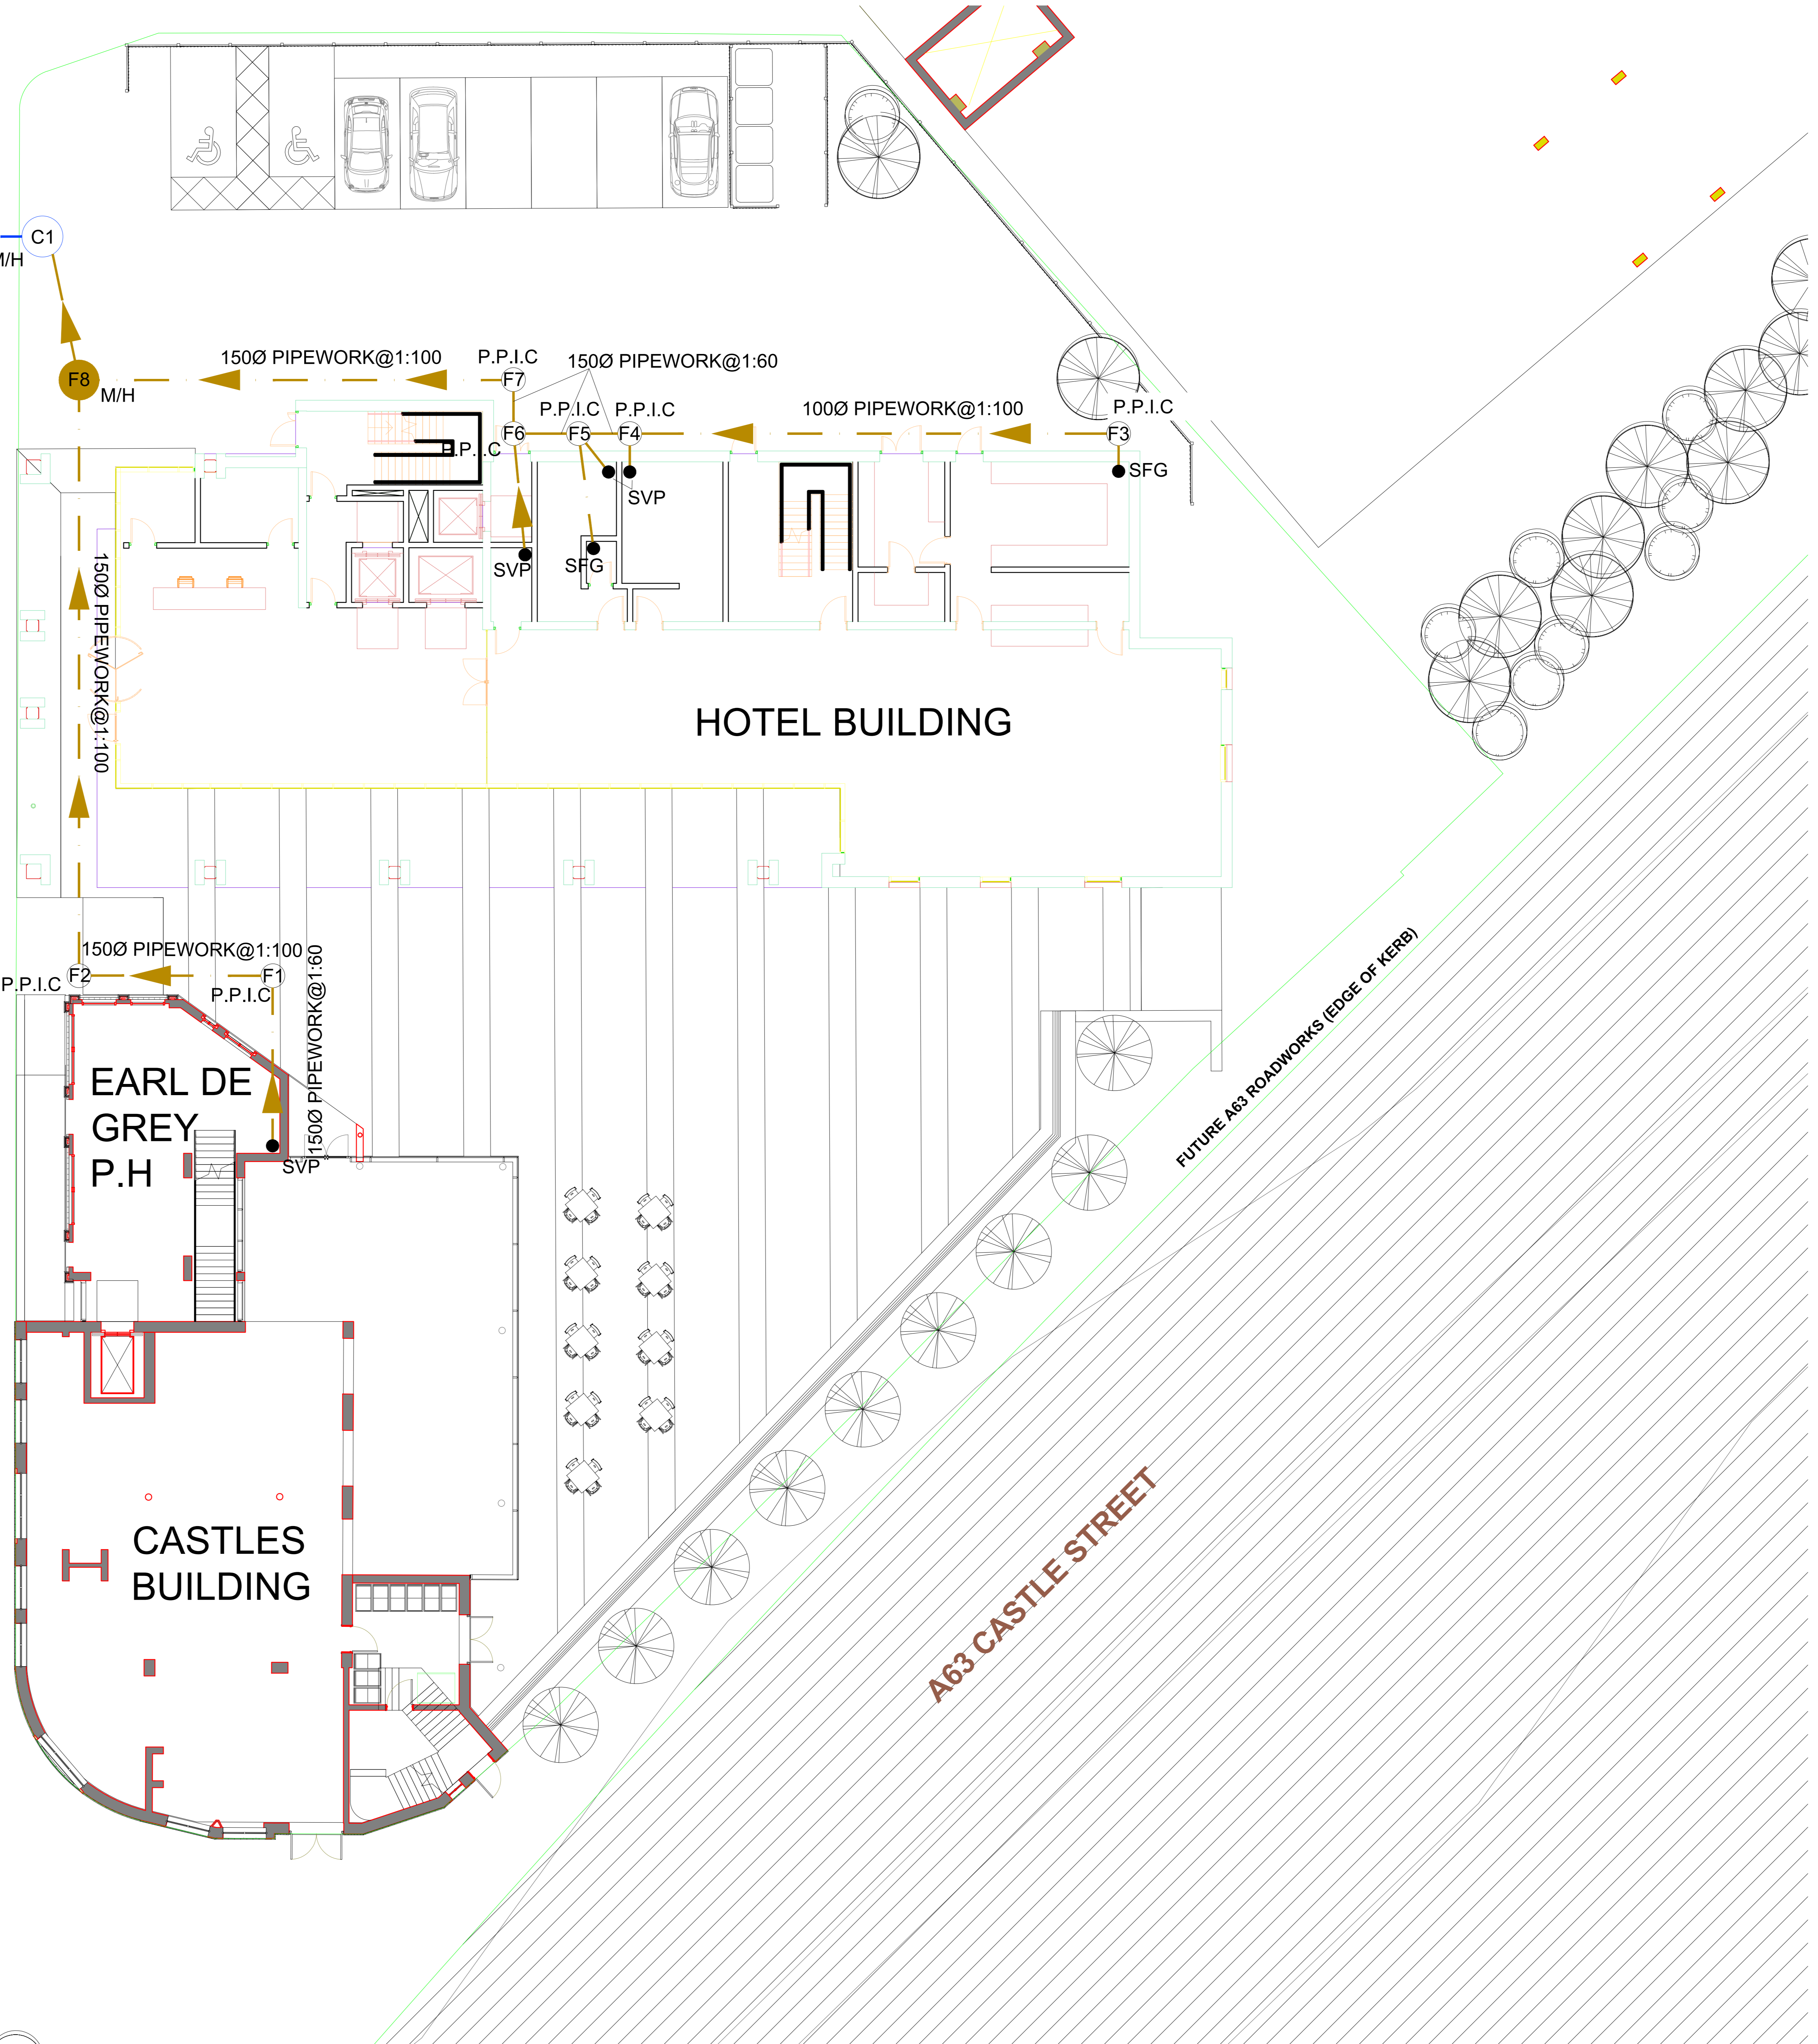 C1
M/H
150Ø PIPEWORK@1:100
P.P.I.C
150Ø PIPEWORK@1:60
F8
M/H
F7
P.P.I.C
P.P.I.C
100Ø PIPEWORK@1:100
P.P.I.C
F6
F5
F4
F3
P.P.I.C
SFG
SVP
SVP
SFG
150Ø PIPEWORK@1:100
HOTEL BUILDING
150Ø PIPEWORK@1:100
150Ø PIPEWORK@1:60
F2
F1
P.P.I.C
P.P.I.C
FUTURE A63 ROADWORKS (EDGE OF KERB)
EARL DE
GREY
P.H
SVP
CASTLES
BUILDING
A63 CASTLE STREET